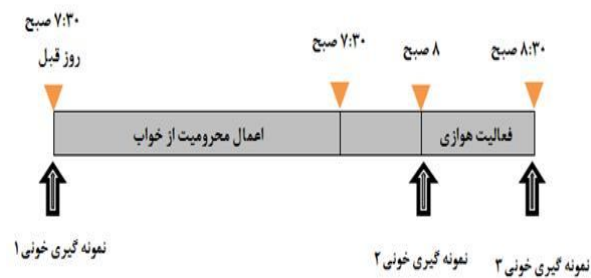 ۷:۳۰ صبح
روز قبل
۷:۳۰ صبح
۸ صبح
۸:۳۰ صبح
اعمال محرومیت از خواب
فعالیت هوازی
نمونه گیری خونی ۱
نمونه گیری خونی ۲
نمونه گیری خونی ۳